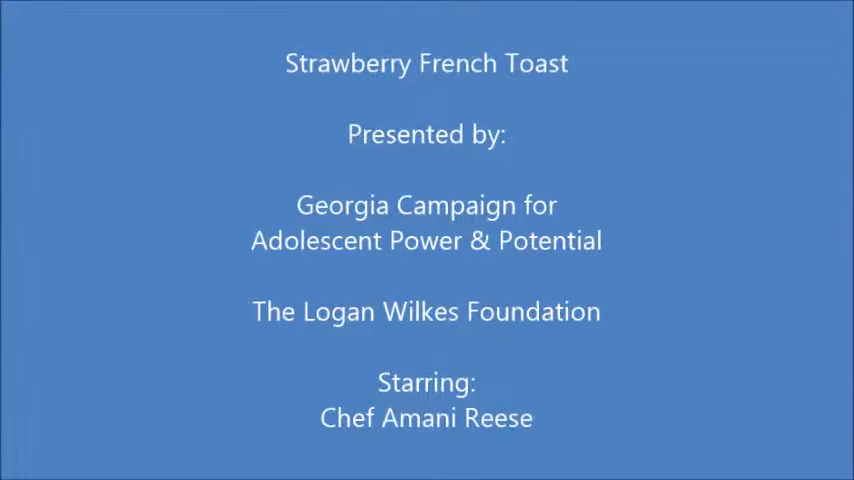 Strawberry French Toast
Presented by:
Georgia Campaign for
Adolescent Power & Potential
The Logan Wilkes Foundation
Starring:
Chef Amani Reese